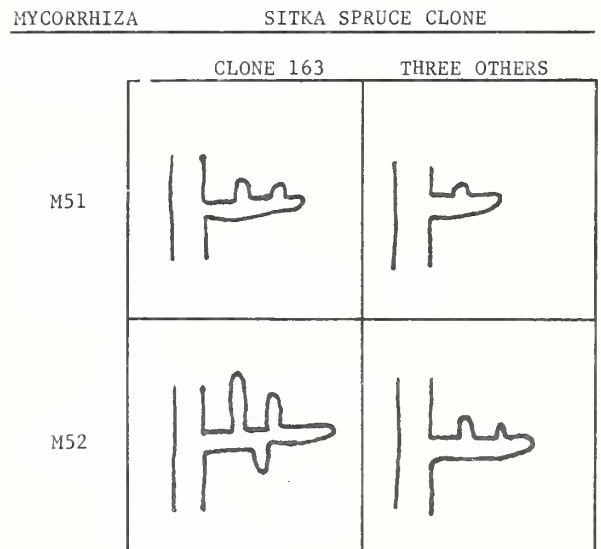 MYCORRHIZA SITKA SPRUCE CLONE
CLONE 163 THREE OTHERS
M51
M52